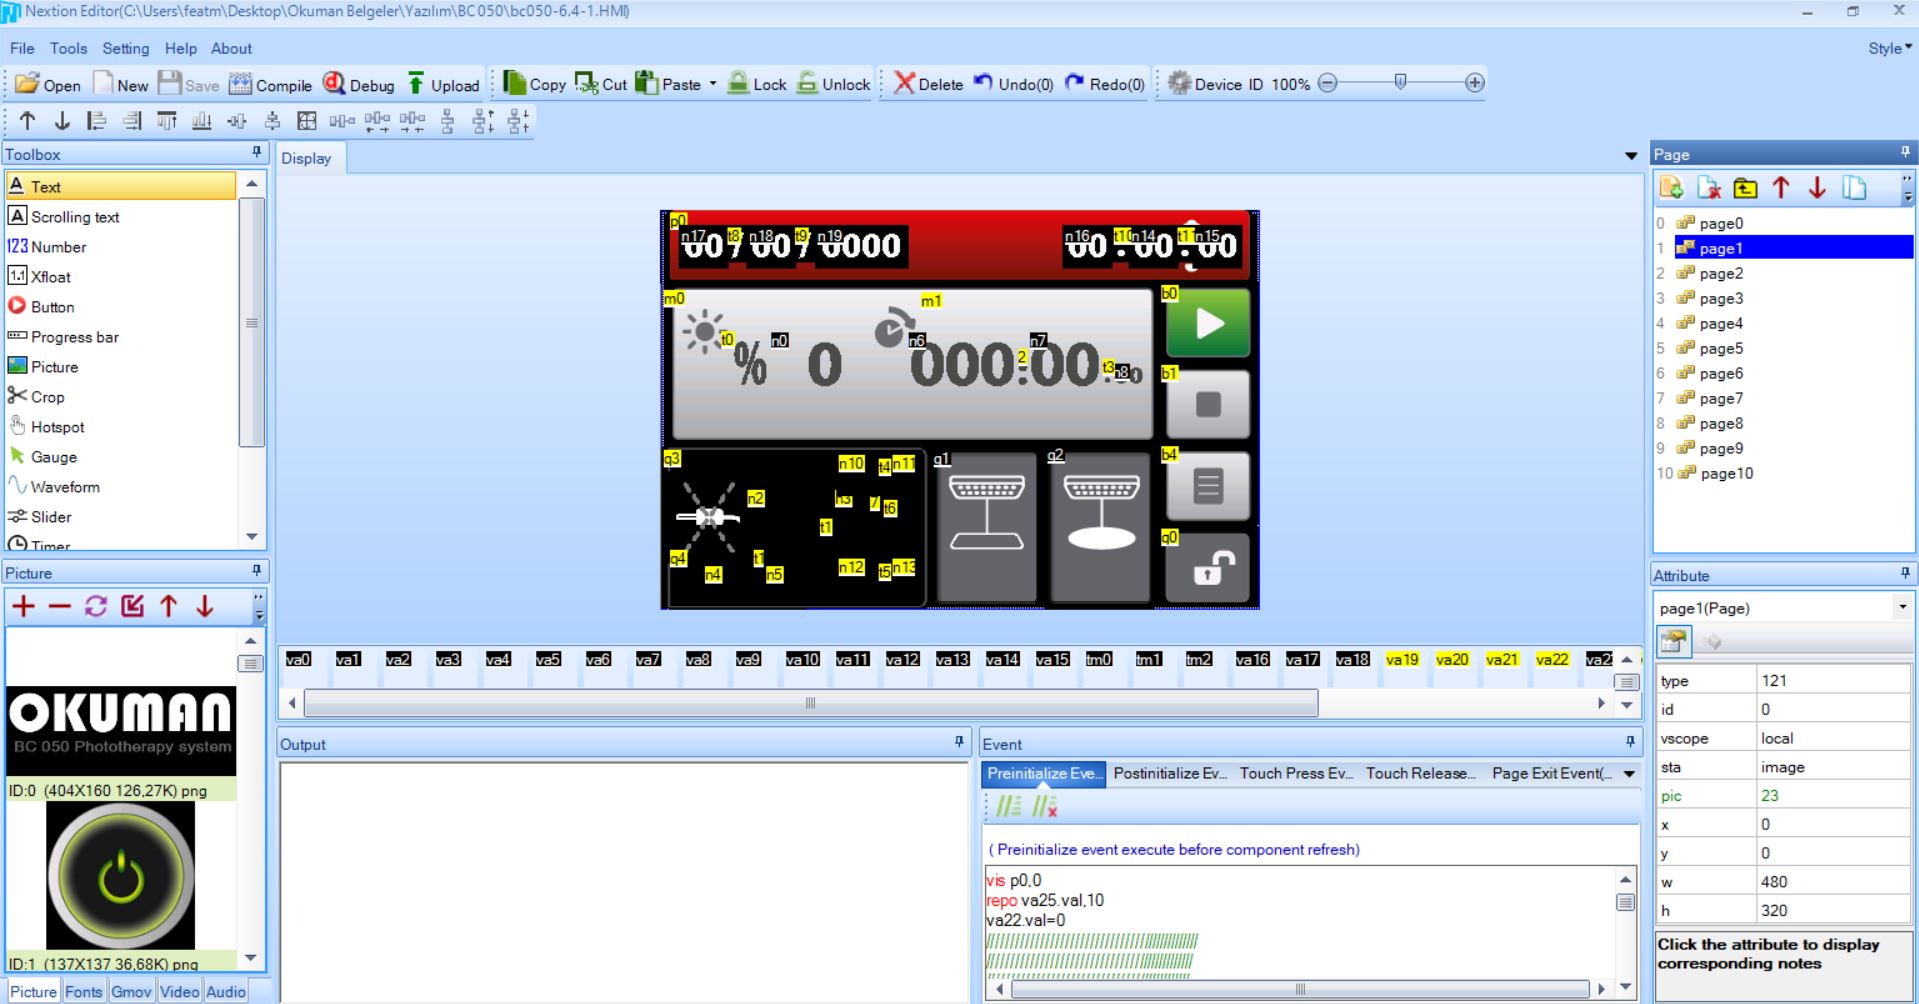 Nextion Editor(C:\Users\featm\Desktop\Okuman Belgeler\Yazılım\BC 050\bc050-6.4-1.HMI)
File Tools Setting Help About Style
Open New Save Compile Debug Upload Copy Cut Paste Lock Unlock Delete Undo(0) Redo(0) Device ID 100%
Toolbox
A Text
A Scrolling text
123 Number
1.1 Xfloat
Button
Progress bar
Picture
Crop
Hotspot
Gauge
Waveform
Slider
Timer
Picture
OKUMAN
BC 050 Phototherapy system
ID:0 (404X160 126,27K) png
ID:1 (137X137 36,68K) png
Picture Fonts Gmov Video Audio
Display
p0
n17 t8 n18 t9 n19 n16 t10 n14 t11 n15
00/00/0000 00:00:00
m0 m1 b0
t0 n0 n6 n7
% 0 000:00 2 t3 n8
b1
q3 n10 t4 n11 q1 q2 b4
n2 n3 t6
t1
q4 t1 n12 t5 n13 q0
n4 n5
va0 va1 va2 va3 va4 va5 va6 va7 va8 va9 va10 va11 va12 va13 va14 va15 tm0 tm1 tm2 va16 va17 va18 va19 va20 va21 va22 va2
Output
Event
Preinitialize Eve... Postinitialize Ev... Touch Press Ev... Touch Release... Page Exit Event(...
( Preinitialize event execute before component refresh)
vis p0,0
repo va25.val,10
va22.val=0
Page
0 page0
1 page1
2 page2
3 page3
4 page4
5 page5
6 page6
7 page7
8 page8
9 page9
10 page10
Attribute
page1(Page)
type 121
id 0
vscope local
sta image
pic 23
x 0
y 0
w 480
h 320
Click the attribute to display
corresponding notes